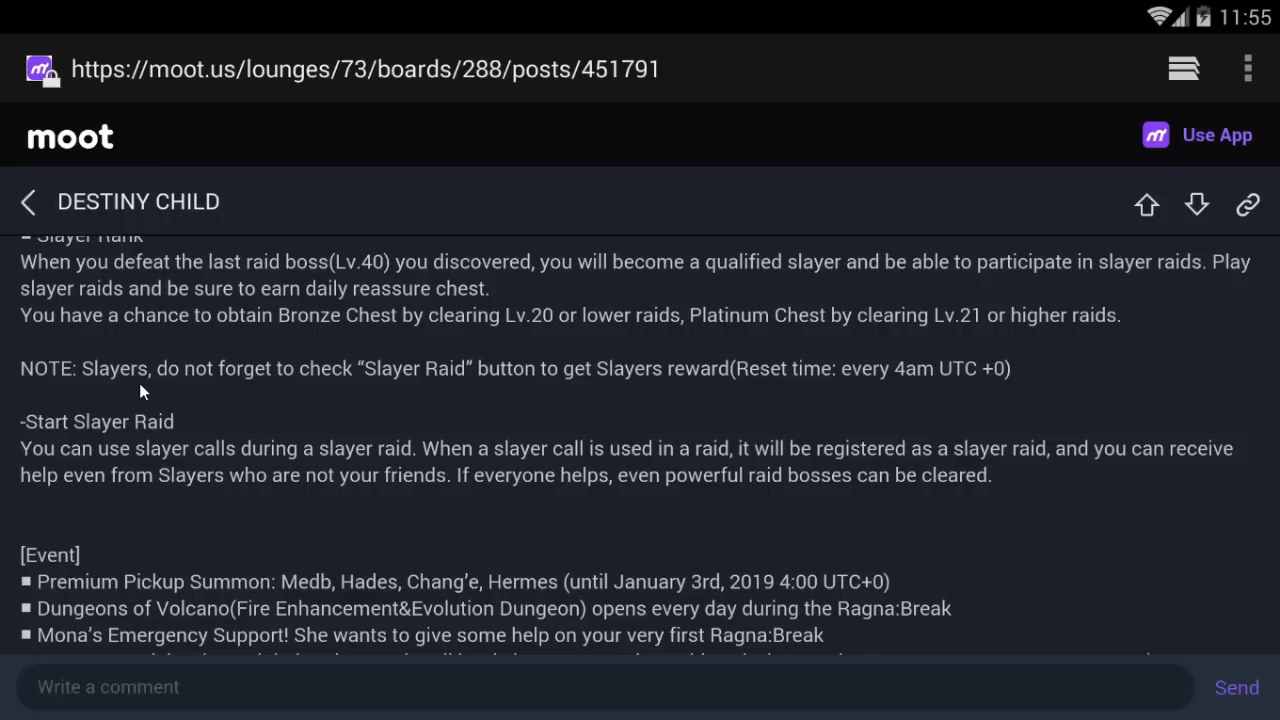 11:55
https://moot.us/lounges/73/boards/288/posts/451791
moot
Use App
DESTINY CHILD
■ Slayer Rank
When you defeat the last raid boss(Lv.40) you discovered, you will become a qualified slayer and be able to participate in slayer raids. Play
slayer raids and be sure to earn daily reassure chest.
You have a chance to obtain Bronze Chest by clearing Lv.20 or lower raids, Platinum Chest by clearing Lv.21 or higher raids.
NOTE: Slayers, do not forget to check “Slayer Raid” button to get Slayers reward(Reset time: every 4am UTC +0)
-Start Slayer Raid
You can use slayer calls during a slayer raid. When a slayer call is used in a raid, it will be registered as a slayer raid, and you can receive
help even from Slayers who are not your friends. If everyone helps, even powerful raid bosses can be cleared.
[Event]
■ Premium Pickup Summon: Medb, Hades, Chang’e, Hermes (until January 3rd, 2019 4:00 UTC+0)
■ Dungeons of Volcano(Fire Enhancement&Evolution Dungeon) opens every day during the Ragna:Break
■ Mona’s Emergency Support! She wants to give some help on your very first Ragna:Break
Write a comment
Send